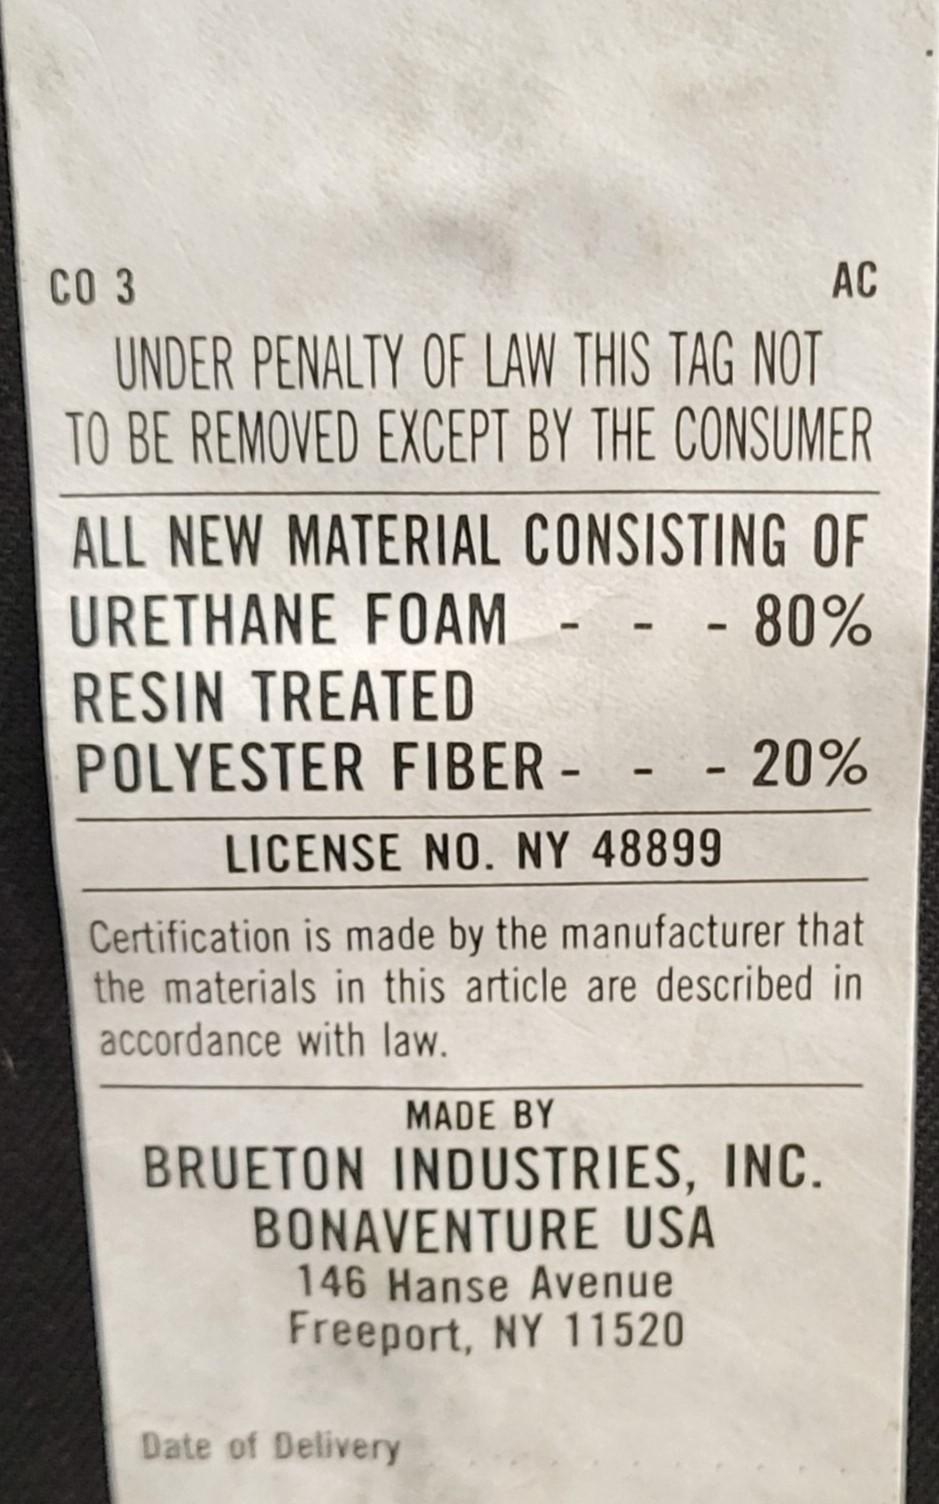 CO 3 AC
UNDER PENALTY OF LAW THIS TAG NOT
TO BE REMOVED EXCEPT BY THE CONSUMER
ALL NEW MATERIAL CONSISTING OF
URETHANE FOAM - - - 80%
RESIN TREATED
POLYESTER FIBER - - - 20%
LICENSE NO. NY 48899
Certification is made by the manufacturer that
the materials in this article are described in
accordance with law.
MADE BY
BRUETON INDUSTRIES, INC.
BONAVENTURE USA
146 Hanse Avenue
Freeport, NY 11520
Date of Delivery